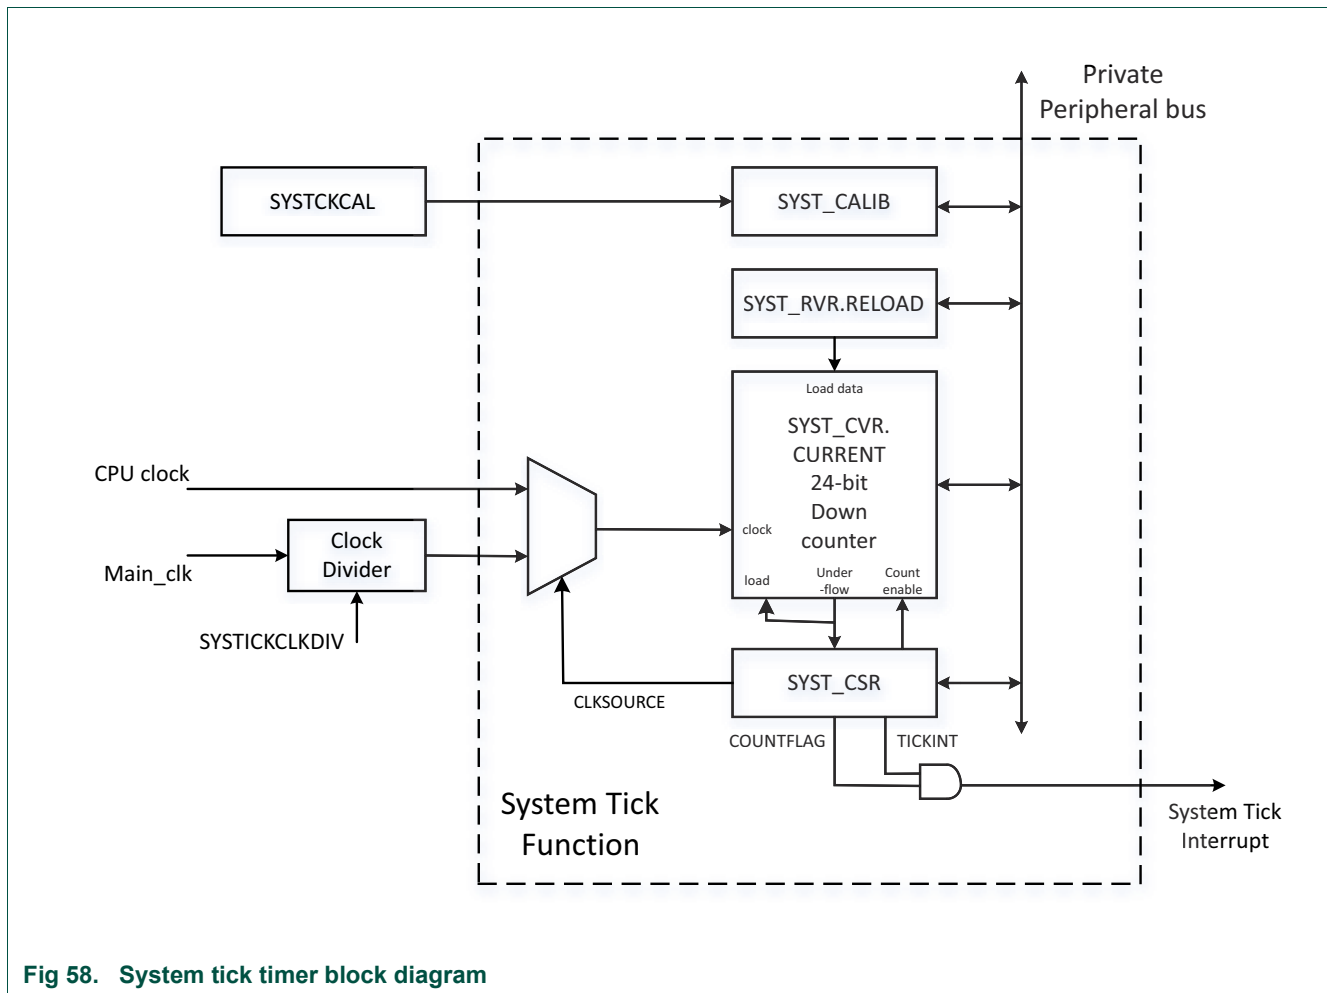 Private
Peripheral bus
SYSTCKCAL
SYST_CALIB
SYST_RVR.RELOAD
Load data
SYST_CVR.
CURRENT
24-bit
Down
counter
CPU clock
clock
Clock
Divider
Main_clk
load
Under
-flow
Count
enable
SYSTICKCLKDIV
SYST_CSR
CLKSOURCE
COUNTFLAG
TICKINT
System Tick
Function
System Tick
Interrupt
Fig 58. System tick timer block diagram